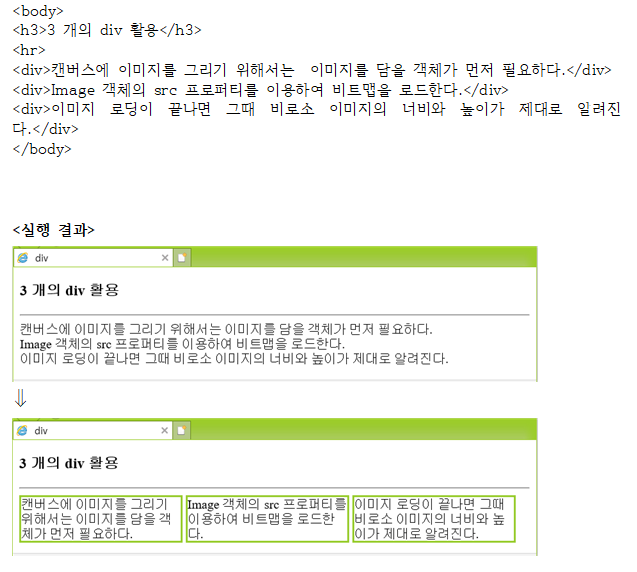 <body>
<h3>3 개의 div 활용</h3>
<hr>
<div>캔버스에 이미지를 그리기 위해서는 이미지를 담을 객체가 먼저 필요하다.</div>
<div>Image 객체의 src 프로퍼티를 이용하여 비트맵을 로드한다.</div>
<div>이미지 로딩이 끝나면 그때 비로소 이미지의 너비와 높이가 제대로 일려진
다.</div>
</body>
<실행 결과>
div
3 개의 div 활용
캔버스에 이미지를 그리기 위해서는 이미지를 담을 객체가 먼저 필요하다.
Image 객체의 src 프로퍼티를 이용하여 비트맵을 로드한다.
이미지 로딩이 끝나면 그때 비로소 이미지의 너비와 높이가 제대로 알려진다.
⇓
div
3 개의 div 활용
캔버스에 이미지를 그리기
위해서는 이미지를 담을 객
체가 먼저 필요하다.
Image 객체의 src 프로퍼티를
이용하여 비트맵을 로드한
다.
이미지 로딩이 끝나면 그때
비로소 이미지의 너비와 높
이가 제대로 알려진다.